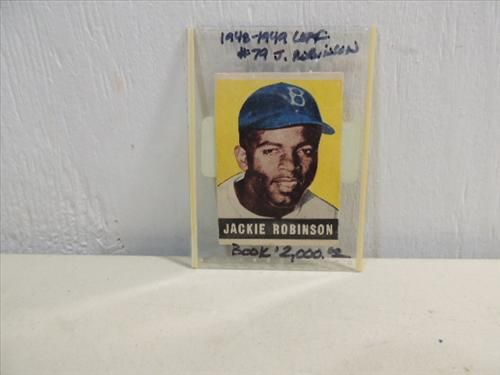 1948-1949 LEAF
#79 J. ROBINSON
B
JACKIE ROBINSON
BOOK $2,000.00